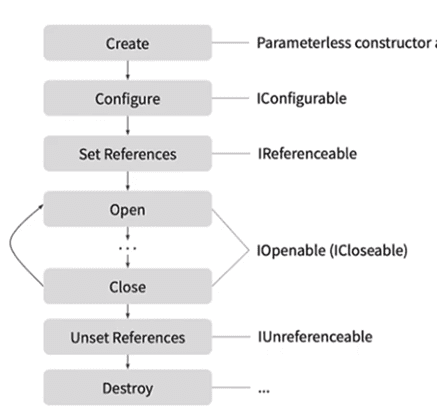 Create
Parameterless constructor
Configure
IConfigurable
Set References
IReferenceable
Open
...
IOpenable (ICloseable)
Close
Unset References
IUnreferenceable
Destroy
...